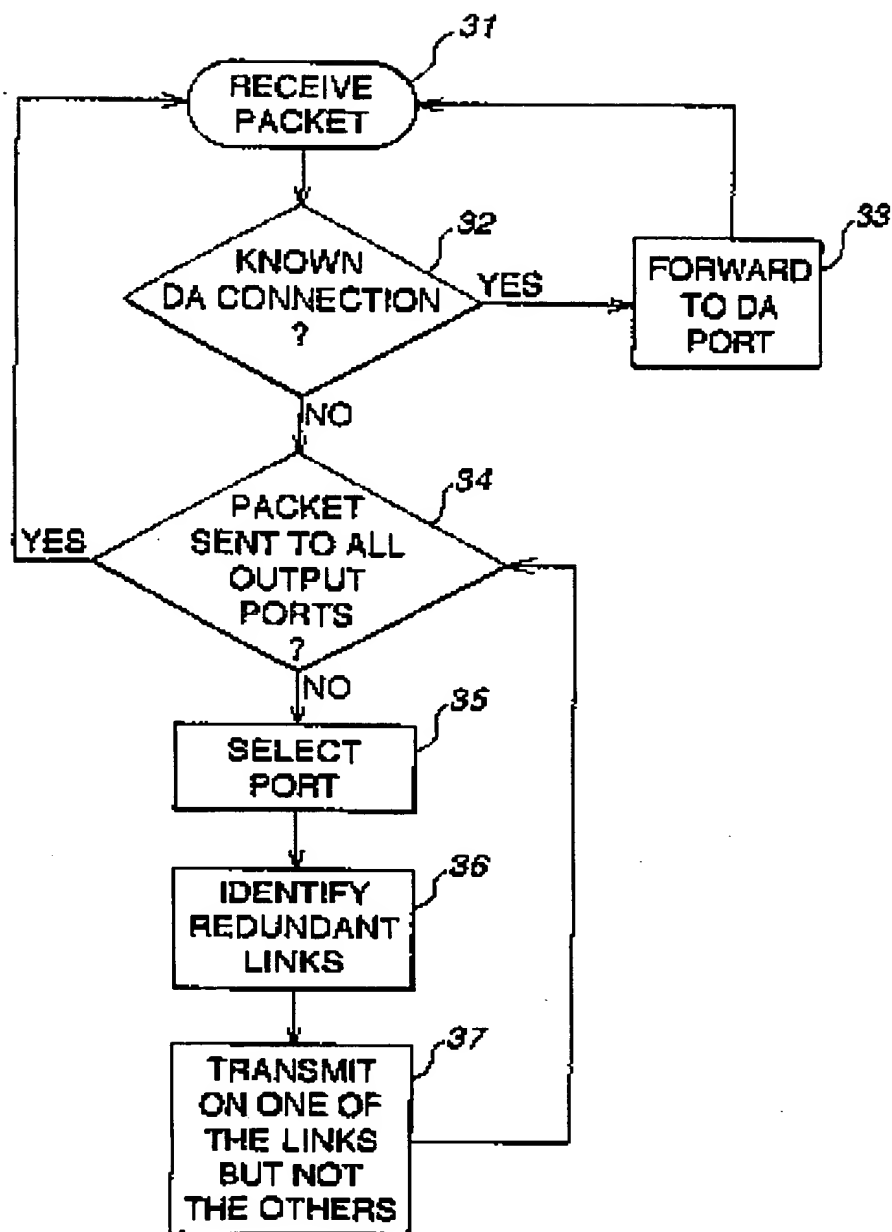 31
RECEIVE
PACKET
32
KNOWN
DA CONNECTION
?
YES
33
FORWARD
TO DA
PORT
NO
34
PACKET
SENT TO ALL
OUTPUT
PORTS
?
YES
NO
35
SELECT
PORT
36
IDENTIFY
REDUNDANT
LINKS
37
TRANSMIT
ON ONE OF
THE LINKS
BUT NOT
THE OTHERS